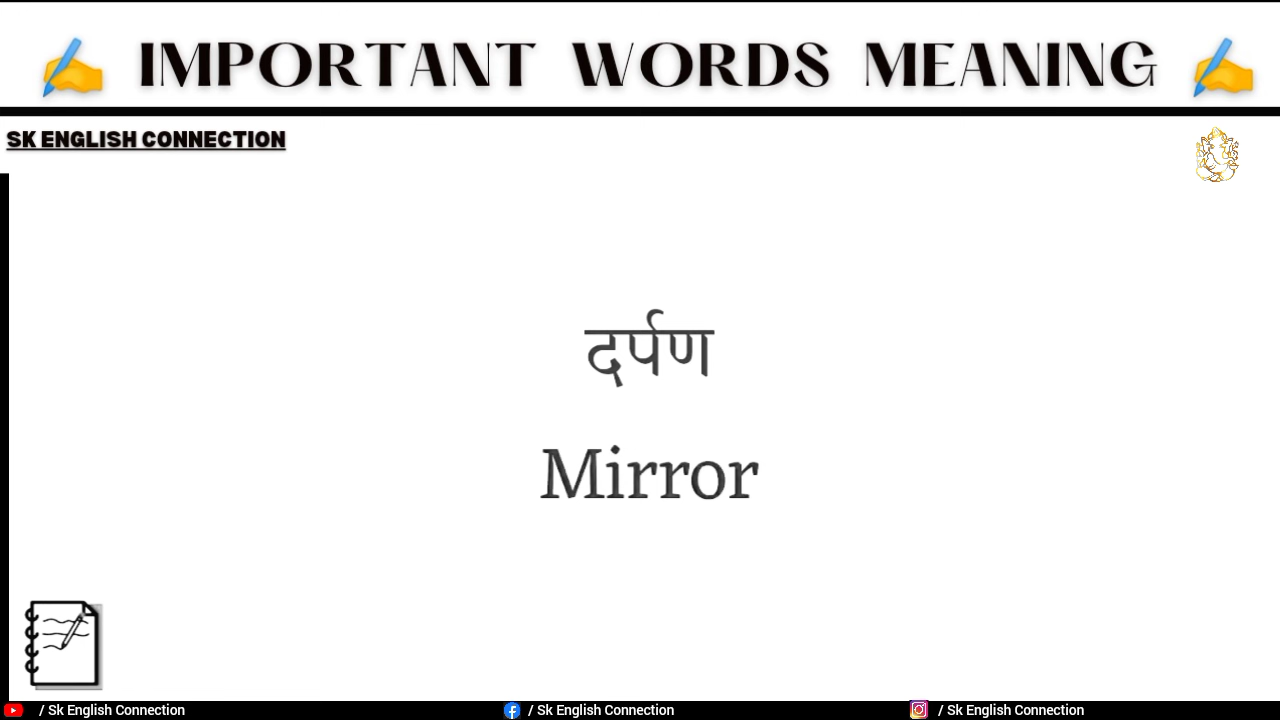 IMPORTANT WORDS MEANING
SK ENGLISH CONNECTION
दर्पण
Mirror
/ Sk English Connection
/ Sk English Connection
/ Sk English Connection